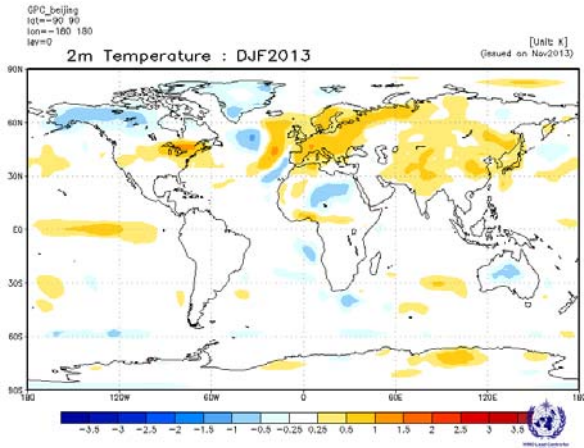 GPC_beijing
lat=-90 90
lon=-180 180
lev=0
[Unit: K]
2m Temperature : DJF2013
(issued on Nov2013)
90N
60N
30N
EQ
30S
60S
90S
180 120W 60W 0 60E 120E 180
-3.5 -3 -2.5 -2 -1.5 -1 -0.5 -0.25 0.25 0.5 1 1.5 2 2.5 3 3.5